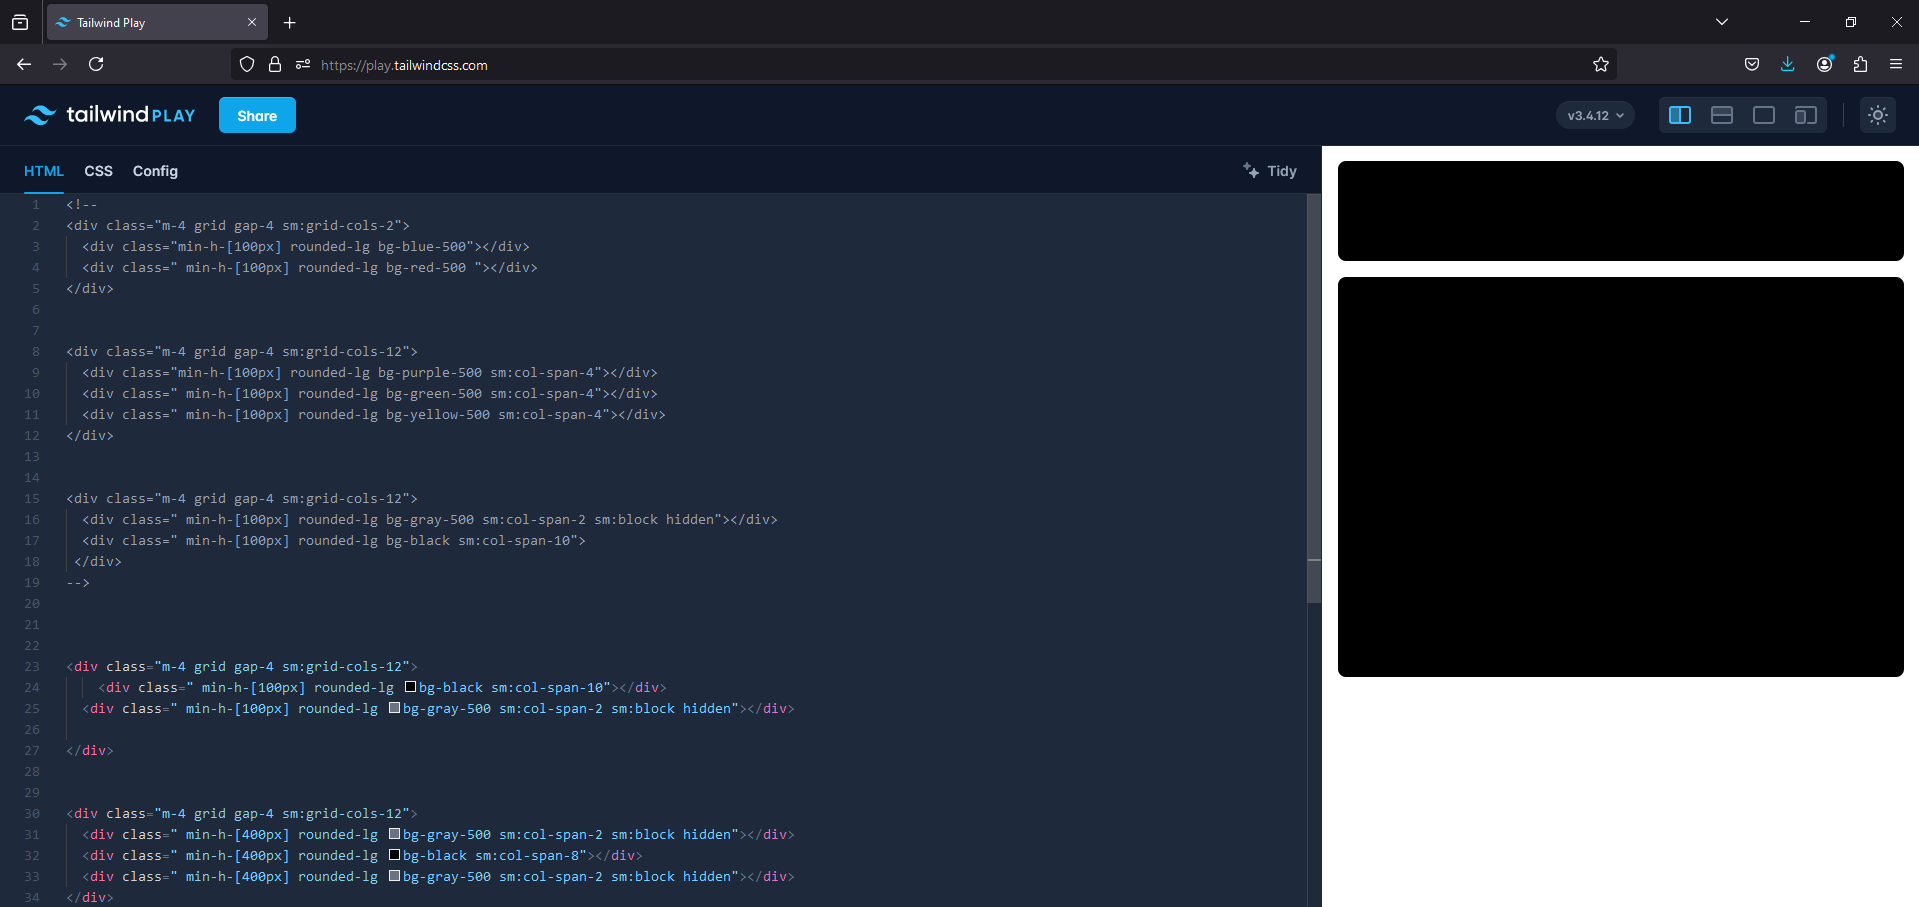 Tailwind Play
https://play.tailwindcss.com
tailwind PLAY
Share
v3.4.12
HTML CSS Config
Tidy
1 <!--
2 <div class="m-4 grid gap-4 sm:grid-cols-2">
3 <div class="min-h-[100px] rounded-lg bg-blue-500"></div>
4 <div class=" min-h-[100px] rounded-lg bg-red-500 "></div>
5 </div>
6
7
8 <div class="m-4 grid gap-4 sm:grid-cols-12">
9 <div class="min-h-[100px] rounded-lg bg-purple-500 sm:col-span-4"></div>
10 <div class=" min-h-[100px] rounded-lg bg-green-500 sm:col-span-4"></div>
11 <div class=" min-h-[100px] rounded-lg bg-yellow-500 sm:col-span-4"></div>
12 </div>
13
14
15 <div class="m-4 grid gap-4 sm:grid-cols-12">
16 <div class=" min-h-[100px] rounded-lg bg-gray-500 sm:col-span-2 sm:block hidden"></div>
17 <div class=" min-h-[100px] rounded-lg bg-black sm:col-span-10">
18 </div>
19 -->
20
21
22
23 <div class="m-4 grid gap-4 sm:grid-cols-12">
24 <div class=" min-h-[100px] rounded-lg bg-black sm:col-span-10"></div>
25 <div class=" min-h-[100px] rounded-lg bg-gray-500 sm:col-span-2 sm:block hidden"></div>
26
27 </div>
28
29
30 <div class="m-4 grid gap-4 sm:grid-cols-12">
31 <div class=" min-h-[400px] rounded-lg bg-gray-500 sm:col-span-2 sm:block hidden"></div>
32 <div class=" min-h-[400px] rounded-lg bg-black sm:col-span-8"></div>
33 <div class=" min-h-[400px] rounded-lg bg-gray-500 sm:col-span-2 sm:block hidden"></div>
34 </div>